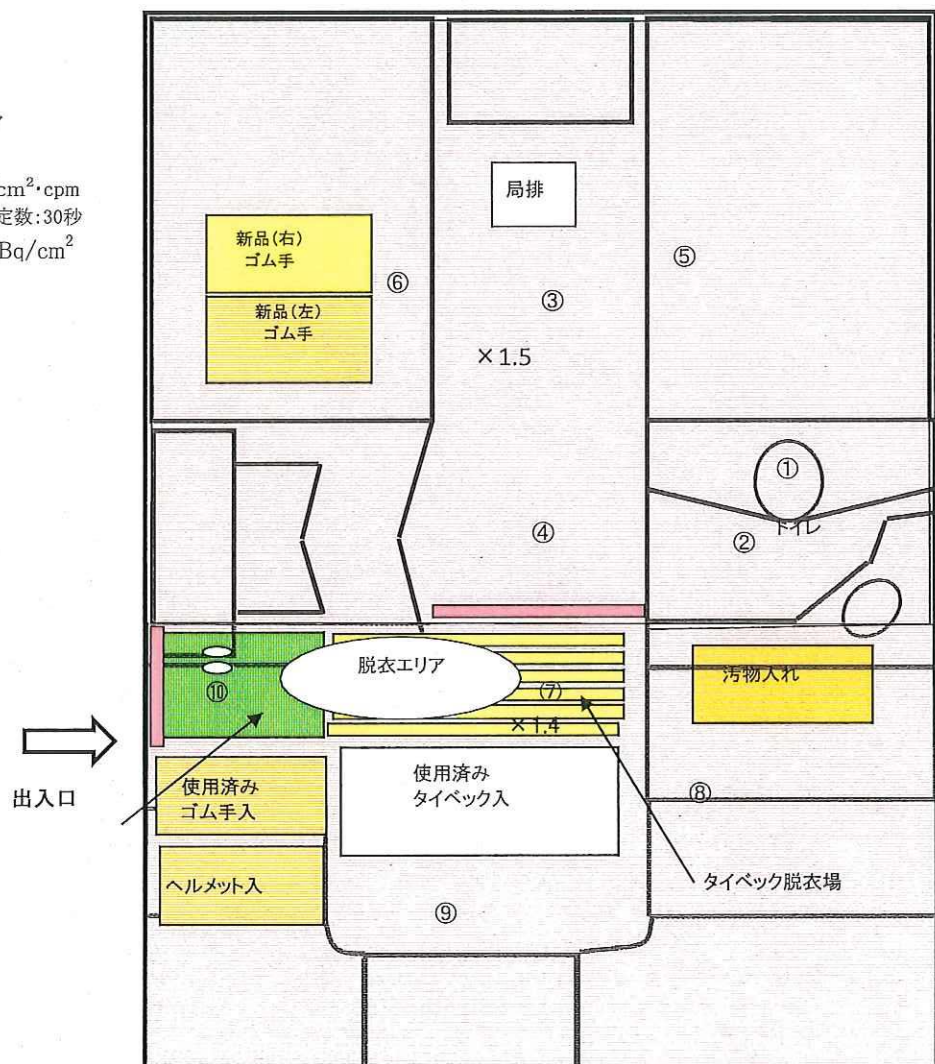 cm²・cpm
定数:30秒
Bq/cm²
局排
新品(右)
ゴム手
新品(左)
ゴム手
⑥
⑤
③
×1.5
①
トイレ
②
④
脱衣エリア
⑩
⑦
×1.4
汚物入れ
出入口
使用済み
ゴム手入
使用済み
タイベック入
⑧
ヘルメット入
タイベック脱衣場
⑨